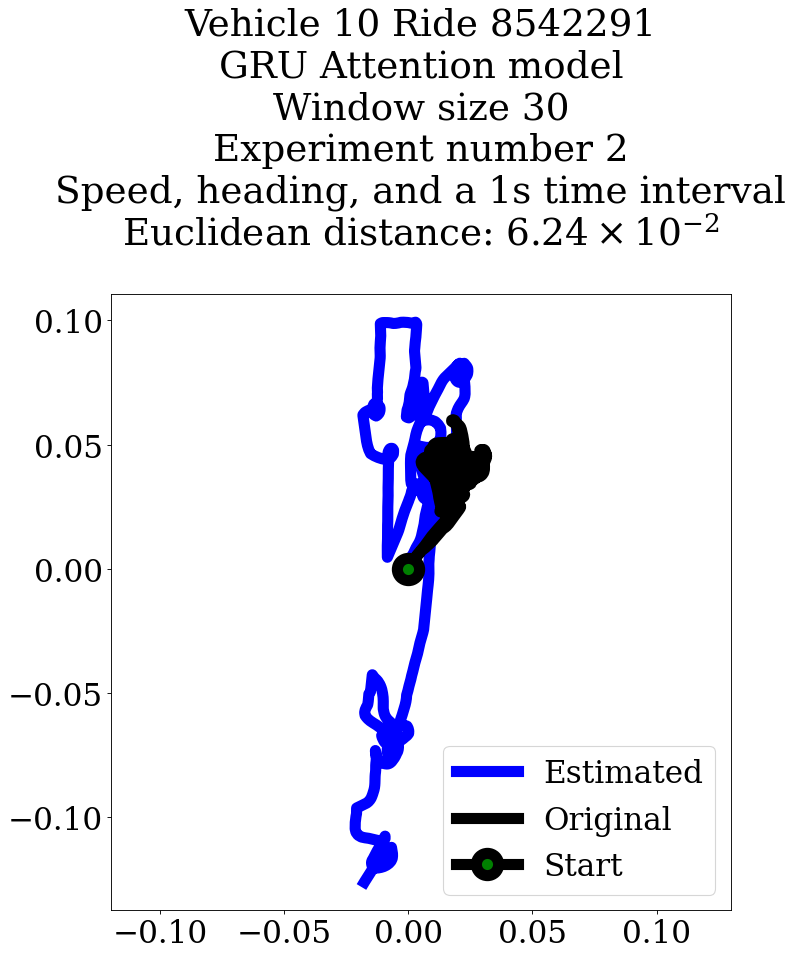 Vehicle 10 Ride 8542291
GRU Attention model
Window size 30
Experiment number 2
Speed, heading, and a 1s time interval
Euclidean distance: 6.24 × 10⁻²
0.10
0.05
0.00
−0.05
−0.10
Estimated
Original
Start
−0.10 −0.05 0.00 0.05 0.10